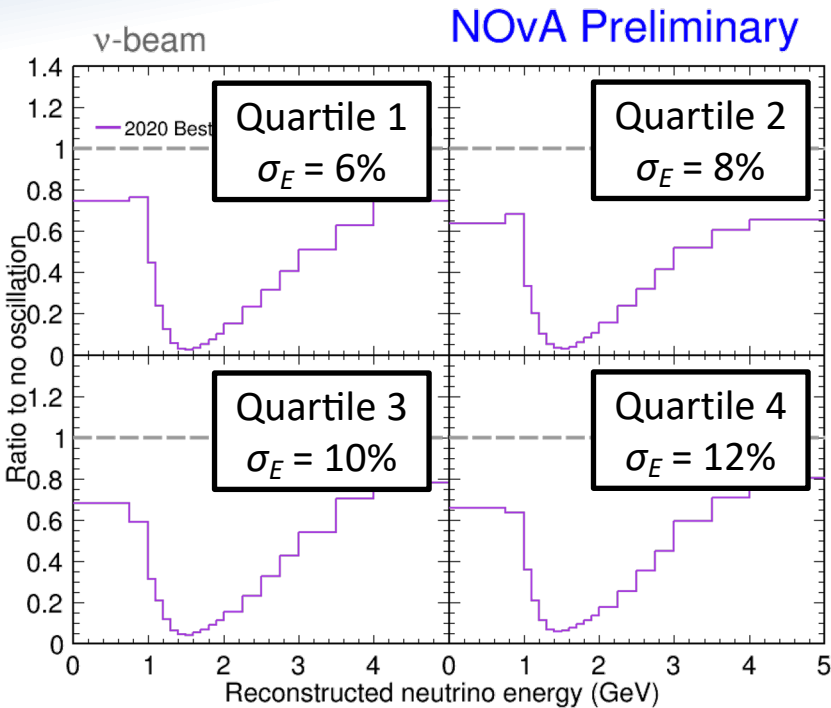 ν-beam
NOvA Preliminary
1.4
1.2
1
0.8
0.6
0.4
0.2
0
2020 Best
Quartile 1
σE = 6%
Quartile 2
σE = 8%
Ratio to no oscillation
1.2
1
0.8
0.6
0.4
0.2
0
Quartile 3
σE = 10%
Quartile 4
σE = 12%
0 1 2 3 4 0 1 2 3 4 5
Reconstructed neutrino energy (GeV)